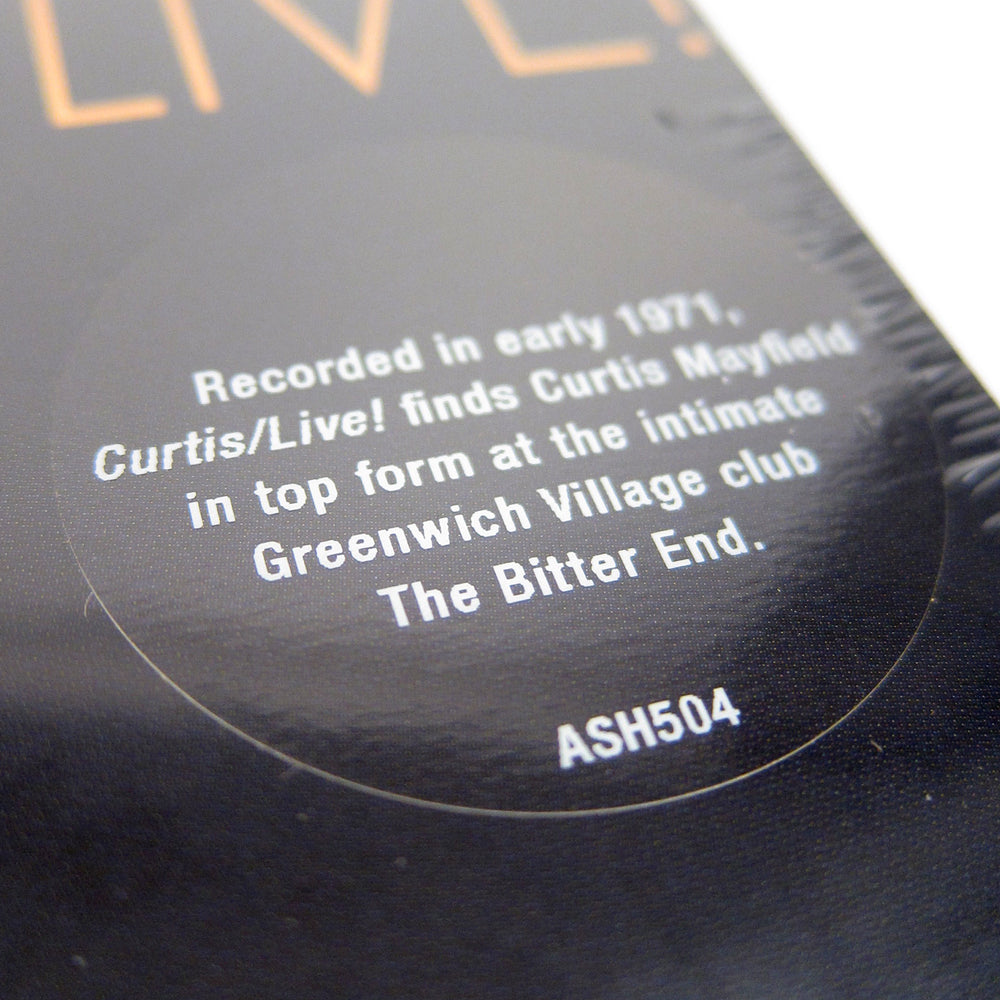 LIVE!
Recorded in early 1971,
Curtis/Live! finds Curtis Mayfield
in top form at the intimate
Greenwich Village club
The Bitter End.
ASH504